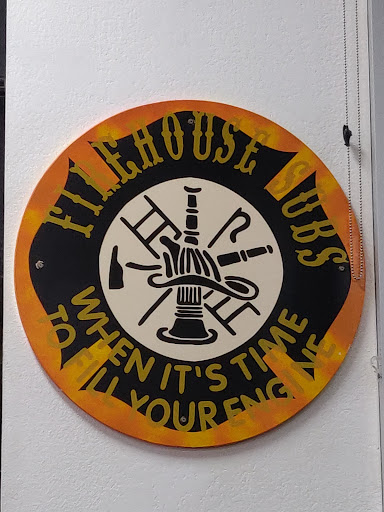 FIREHOUSE SUBS
WHEN IT'S TIME
TO FILL YOUR ENGINE